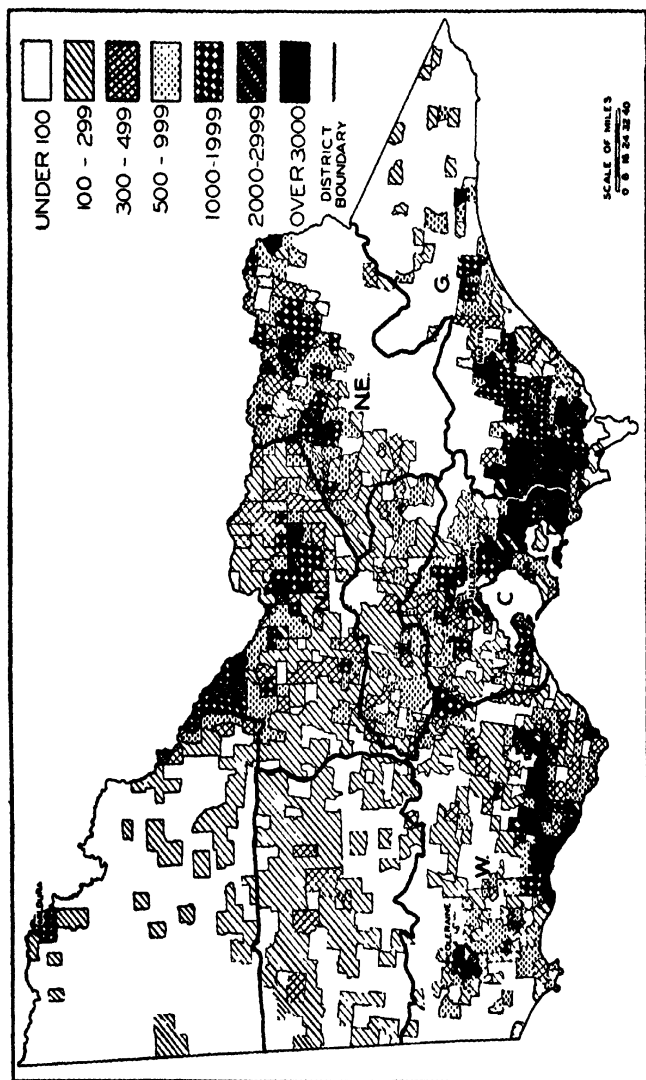 UNDER 100
100 - 299
300 - 499
500 - 999
1000-1999
2000-2999
OVER 3000
DISTRICT
BOUNDARY
SCALE OF MILES
0 8 16 24 32 40
NE.
G.
N.
C
W.